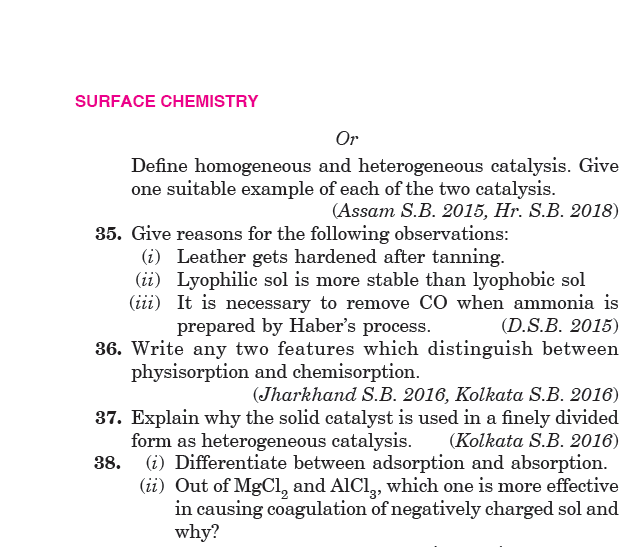 SURFACE CHEMISTRY
Or
Define homogeneous and heterogeneous catalysis. Give
one suitable example of each of the two catalysis.
(Assam S.B. 2015, Hr. S.B. 2018)
35. Give reasons for the following observations:
(i) Leather gets hardened after tanning.
(ii) Lyophilic sol is more stable than lyophobic sol
(iii) It is necessary to remove CO when ammonia is
prepared by Haber's process. (D.S.B. 2015)
36. Write any two features which distinguish between
physisorption and chemisorption.
(Jharkhand S.B. 2016, Kolkata S.B. 2016)
37. Explain why the solid catalyst is used in a finely divided
form as heterogeneous catalysis. (Kolkata S.B. 2016)
38. (i) Differentiate between adsorption and absorption.
(ii) Out of MgCl₂ and AlCl₃, which one is more effective
in causing coagulation of negatively charged sol and
why?